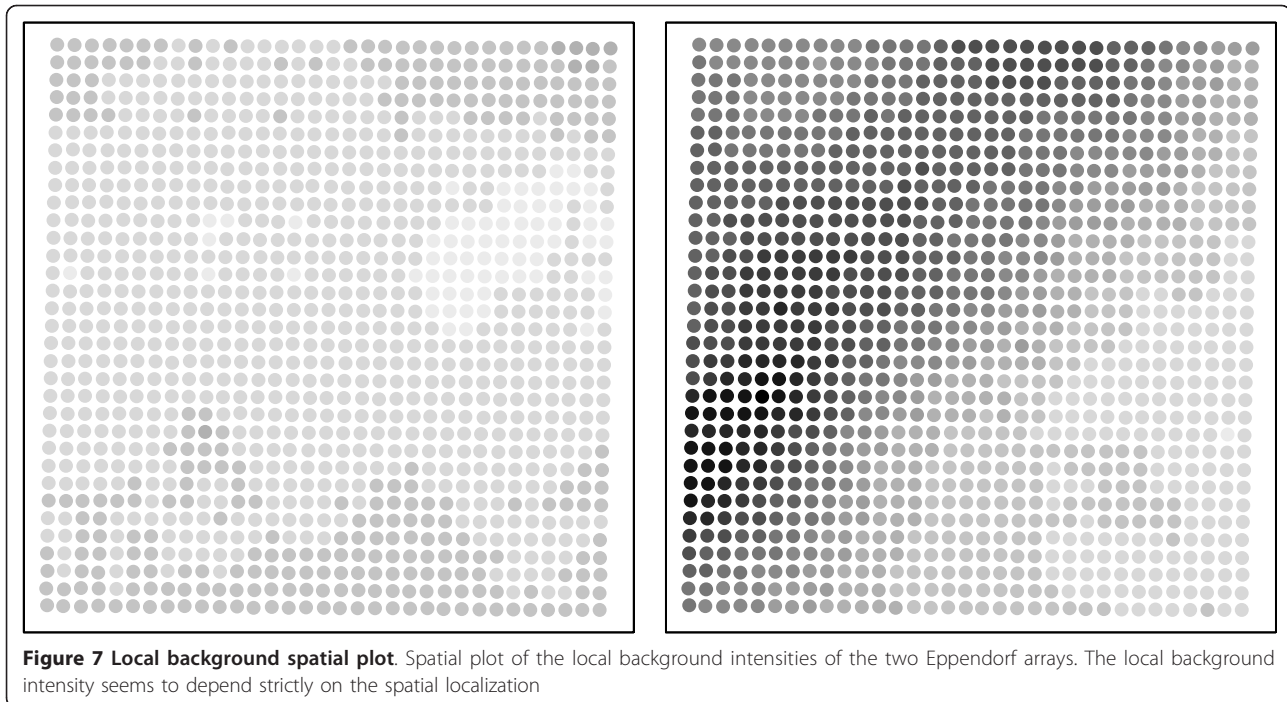 Figure 7 Local background spatial plot. Spatial plot of the local background intensities of the two Eppendorf arrays. The local background
intensity seems to depend strictly on the spatial localization